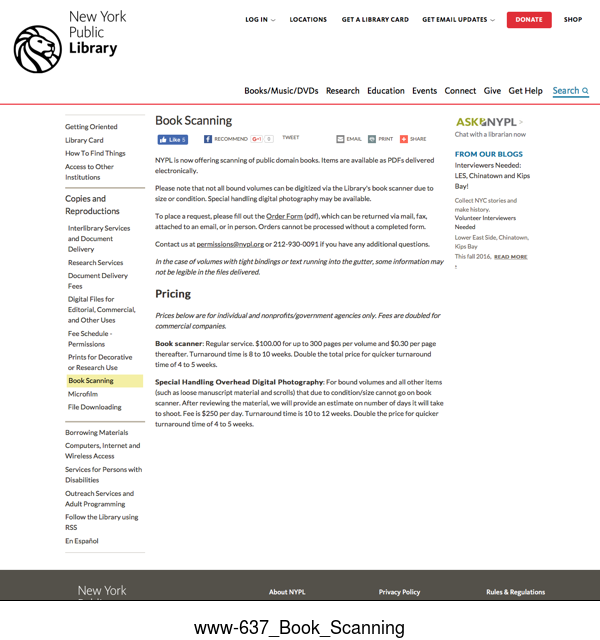 New York
Public
Library
LOG IN
LOCATIONS
GET A LIBRARY CARD
GET EMAIL UPDATES
DONATE
SHOP
Books/Music/DVDs
Research
Education
Events
Connect
Give
Get Help
Search
Getting Oriented
Library Card
How To Find Things
Access to Other
Institutions
Copies and
Reproductions
Interlibrary Services
and Document
Delivery
Research Services
Document Delivery
Fees
Digital Files for
Editorial, Commercial,
and Other Uses
Fee Schedule -
Permissions
Prints for Decorative
or Research Use
Book Scanning
Microfilm
File Downloading
Borrowing Materials
Computers, Internet and
Wireless Access
Services for Persons with
Disabilities
Outreach Services and
Adult Programming
Follow the Library using
RSS
En Español
Book Scanning
Like 5
RECOMMEND
G+1 0
TWEET
EMAIL
PRINT
SHARE
NYPL is now offering scanning of public domain books. Items are available as PDFs delivered
electronically.
Please note that not all bound volumes can be digitized via the Library's book scanner due to
size or condition. Special handling digital photography may be available.
To place a request, please fill out the Order Form (pdf), which can be returned via mail, fax,
attached to an email, or in person. Orders cannot be processed without a completed form.
Contact us at permissions@nypl.org or 212-930-0091 if you have any additional questions.
In the case of volumes with tight bindings or text running into the gutter, some information may
not be legible in the files delivered.
Pricing
Prices below are for individual and nonprofits/government agencies only. Fees are doubled for
commercial companies.
Book scanner: Regular service. $100.00 for up to 300 pages per volume and $0.30 per page
thereafter. Turnaround time is 8 to 10 weeks. Double the total price for quicker turnaround
time of 4 to 5 weeks.
Special Handling Overhead Digital Photography: For bound volumes and all other items
(such as loose manuscript material and scrolls) that due to condition/size cannot go on book
scanner. After reviewing the material, we will provide an estimate on number of days it will take
to shoot. Fee is $250 per day. Turnaround time is 10 to 12 weeks. Double the price for quicker
turnaround time of 4 to 5 weeks.
ASK NYPL >
Chat with a librarian now
FROM OUR BLOGS
Interviewers Needed:
LES, Chinatown and Kips
Bay!
Collect NYC stories and
make history.
Volunteer Interviewers
Needed
Lower East Side, Chinatown,
Kips Bay
This fall 2016, READ MORE
New York
About NYPL
Privacy Policy
Rules & Regulations
www-637_Book_Scanning